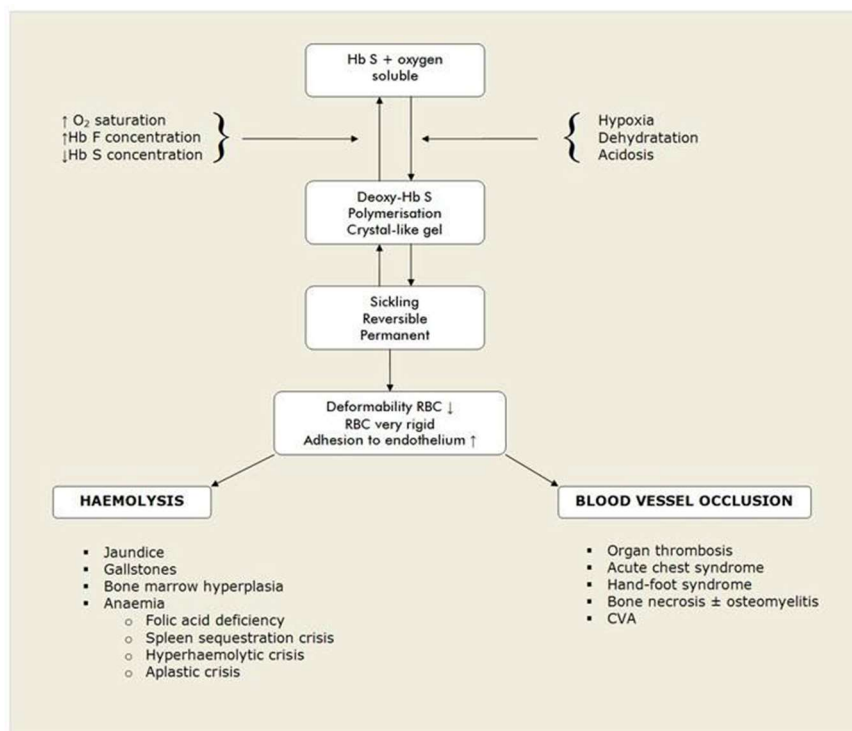 Hb S + oxygen
soluble
↑ O₂ saturation
↑Hb F concentration
↓Hb S concentration
Hypoxia
Dehydratation
Acidosis
Deoxy-Hb S
Polymerisation
Crystal-like gel
Sickling
Reversible
Permanent
Deformability RBC ↓
RBC very rigid
Adhesion to endothelium ↑
HAEMOLYSIS
▪ Jaundice
▪ Gallstones
▪ Bone marrow hyperplasia
▪ Anaemia
o Folic acid deficiency
o Spleen sequestration crisis
o Hyperhaemolytic crisis
o Aplastic crisis
BLOOD VESSEL OCCLUSION
▪ Organ thrombosis
▪ Acute chest syndrome
▪ Hand-foot syndrome
▪ Bone necrosis ± osteomyelitis
▪ CVA